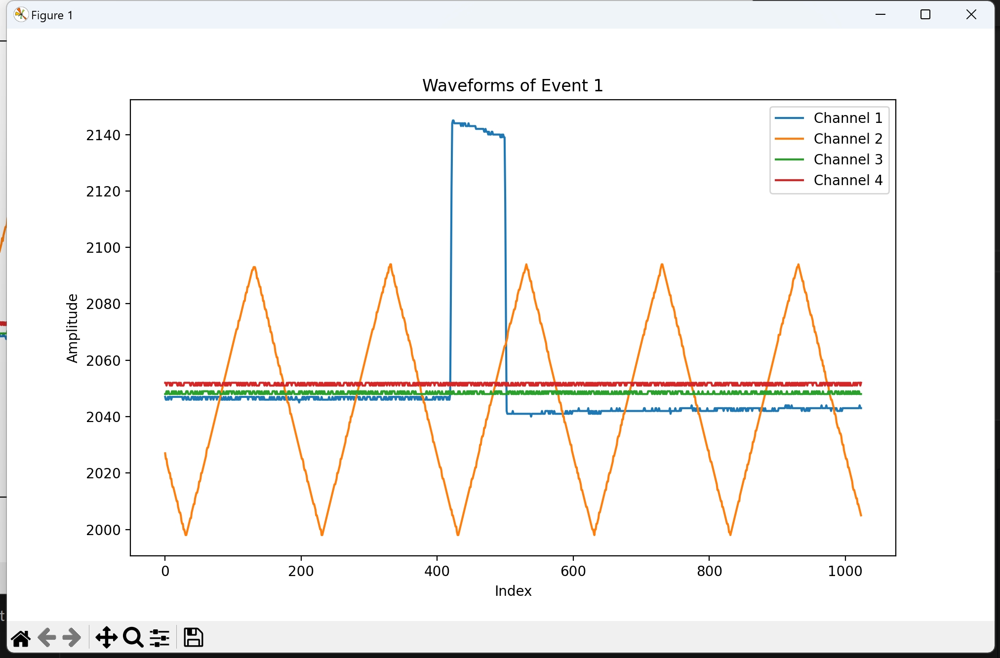 Figure 1
Waveforms of Event 1
Channel 1
Channel 2
Channel 3
Channel 4
2140
2120
2100
2080
2060
2040
2020
2000
Amplitude
0 200 400 600 800 1000
Index
t